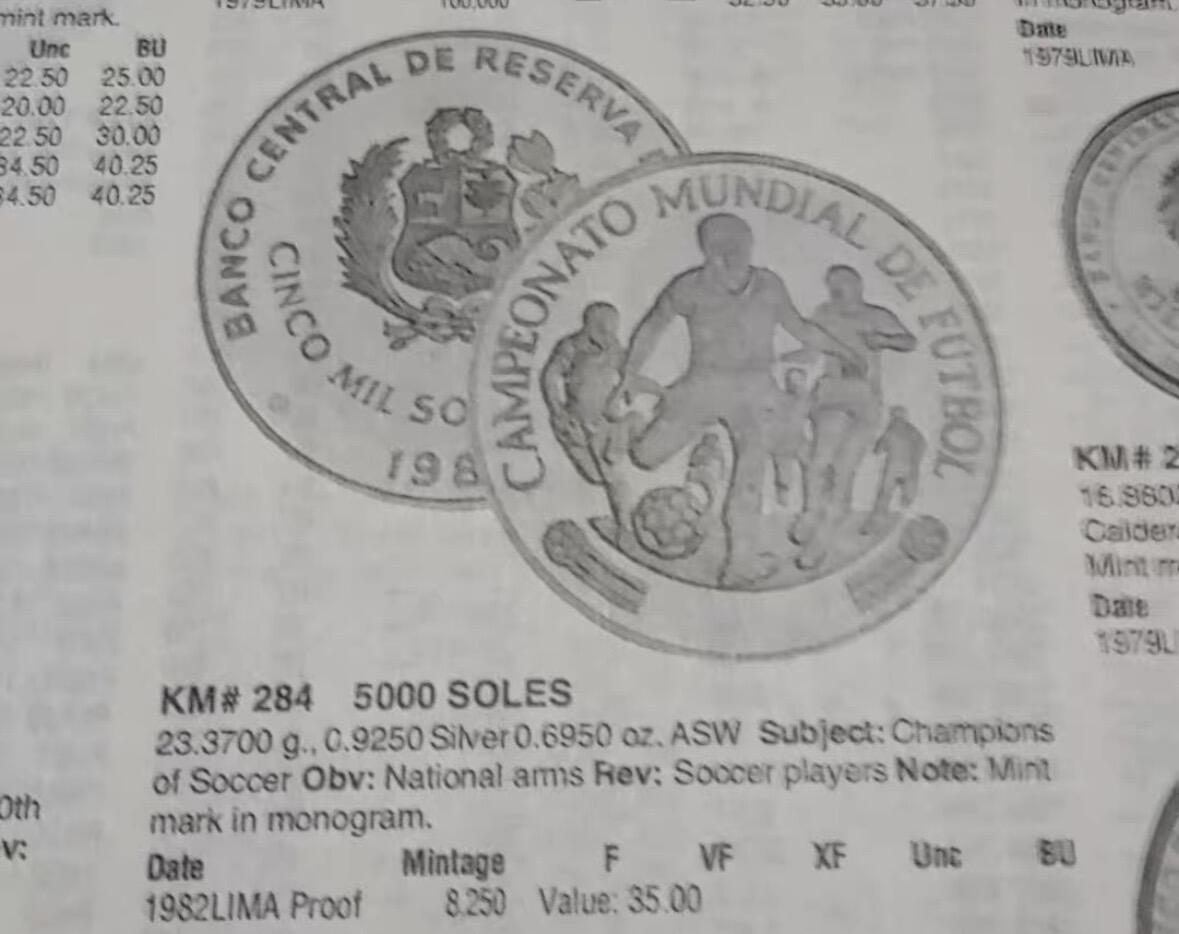 mint mark.
Unc BU
22.50 25.00
20.00 22.50
22.50 30.00
34.50 40.25
34.50 40.25
1979LIMA 100,000
Date
1979LIMA
BANCO CENTRAL DE RESERVA
CINCO MIL SO
198
CAMPEONATO MUNDIAL DE FUTBOL
KM# 284 5000 SOLES
23.3700 g., 0.9250 Silver 0.6950 oz. ASW Subject: Champions
of Soccer Obv: National arms Rev: Soccer players Note: Mint
mark in monogram.
Date Mintage F VF XF Unc BU
1982LIMA Proof 8,250 Value: 35.00
KM# 2
Mint m
Date
1979L
0th
v: